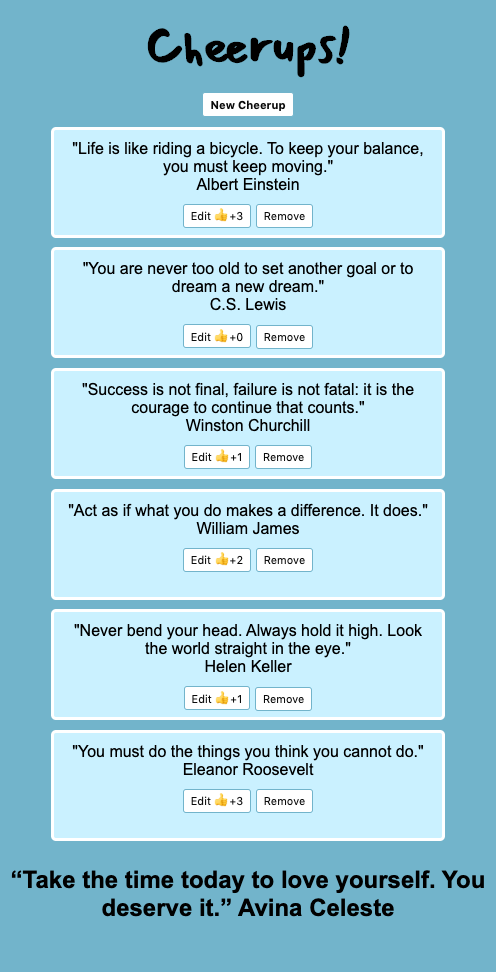 Cheerups!
New Cheerup
"Life is like riding a bicycle. To keep your balance,
you must keep moving."
Albert Einstein
Edit 👍+3 Remove
"You are never too old to set another goal or to
dream a new dream."
C.S. Lewis
Edit 👍+0 Remove
"Success is not final, failure is not fatal: it is the
courage to continue that counts."
Winston Churchill
Edit 👍+1 Remove
"Act as if what you do makes a difference. It does."
William James
Edit 👍+2 Remove
"Never bend your head. Always hold it high. Look
the world straight in the eye."
Helen Keller
Edit 👍+1 Remove
"You must do the things you think you cannot do."
Eleanor Roosevelt
Edit 👍+3 Remove
“Take the time today to love yourself. You
deserve it.” Avina Celeste